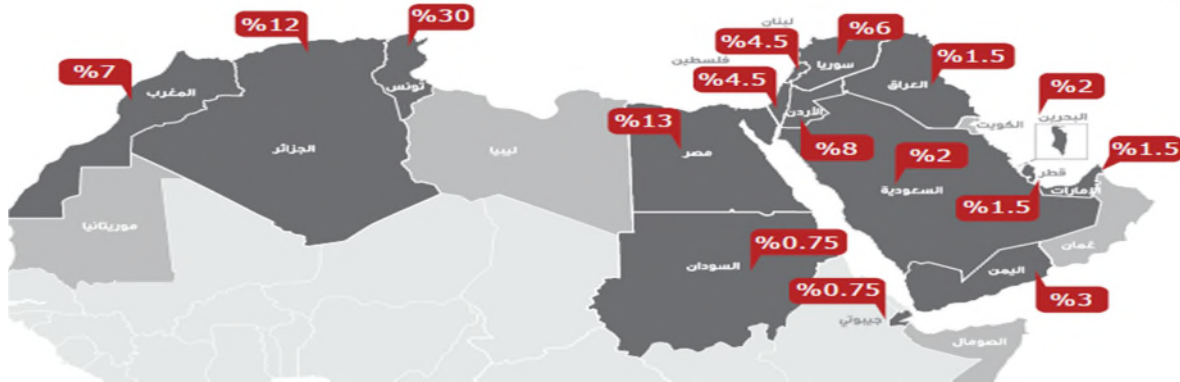 %30
%12
لبنان
%6
%4.5
سوريا
%1.5
فلسطين
%7
تونس
%4.5
العراق
المغرب
%2
الأردن
البحرين
الكويت
%13
الجزائر
ليبيا
مصر
%8
%2
%1.5
قطر
السعودية
الإمارات
%1.5
موريتانيا
%0.75
عُمان
السودان
اليمن
%0.75
%3
جيبوتي
الصومال